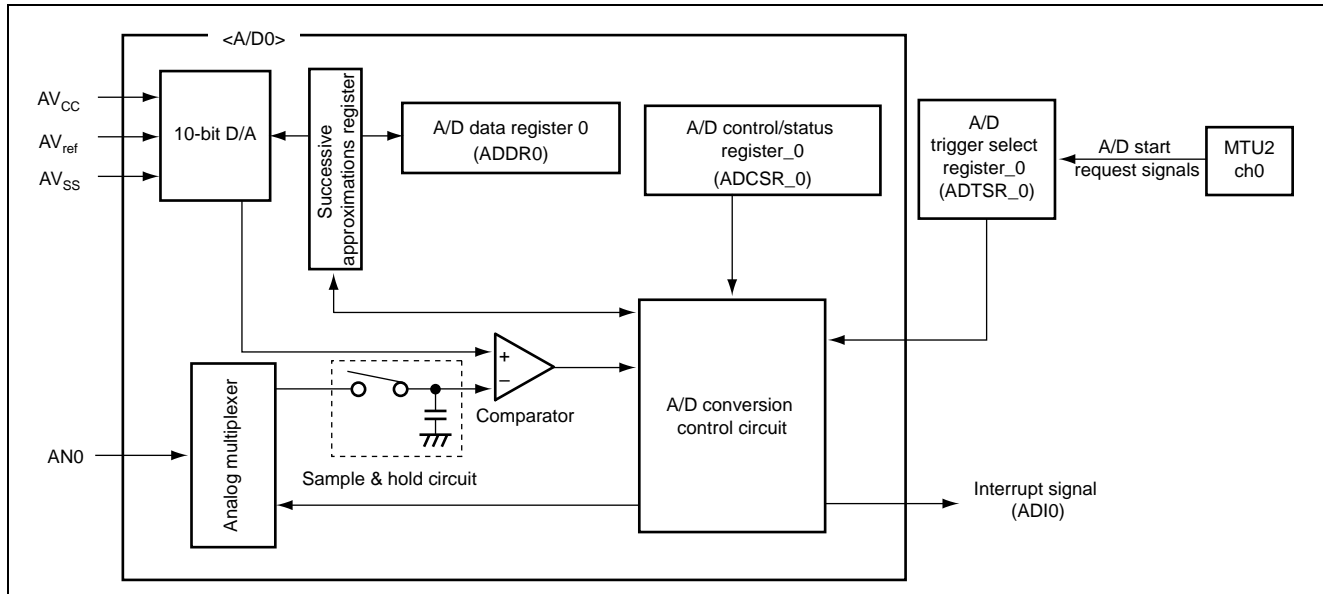 <A/D0>
AVCC
AVref
AVSS
10-bit D/A
Successive
approximations register
A/D data register 0
(ADDR0)
A/D control/status
register_0
(ADCSR_0)
A/D
trigger select
register_0
(ADTSR_0)
A/D start
request signals
MTU2
ch0
+
−
Comparator
A/D conversion
control circuit
AN0
Analog multiplexer
Sample & hold circuit
Interrupt signal
(ADI0)